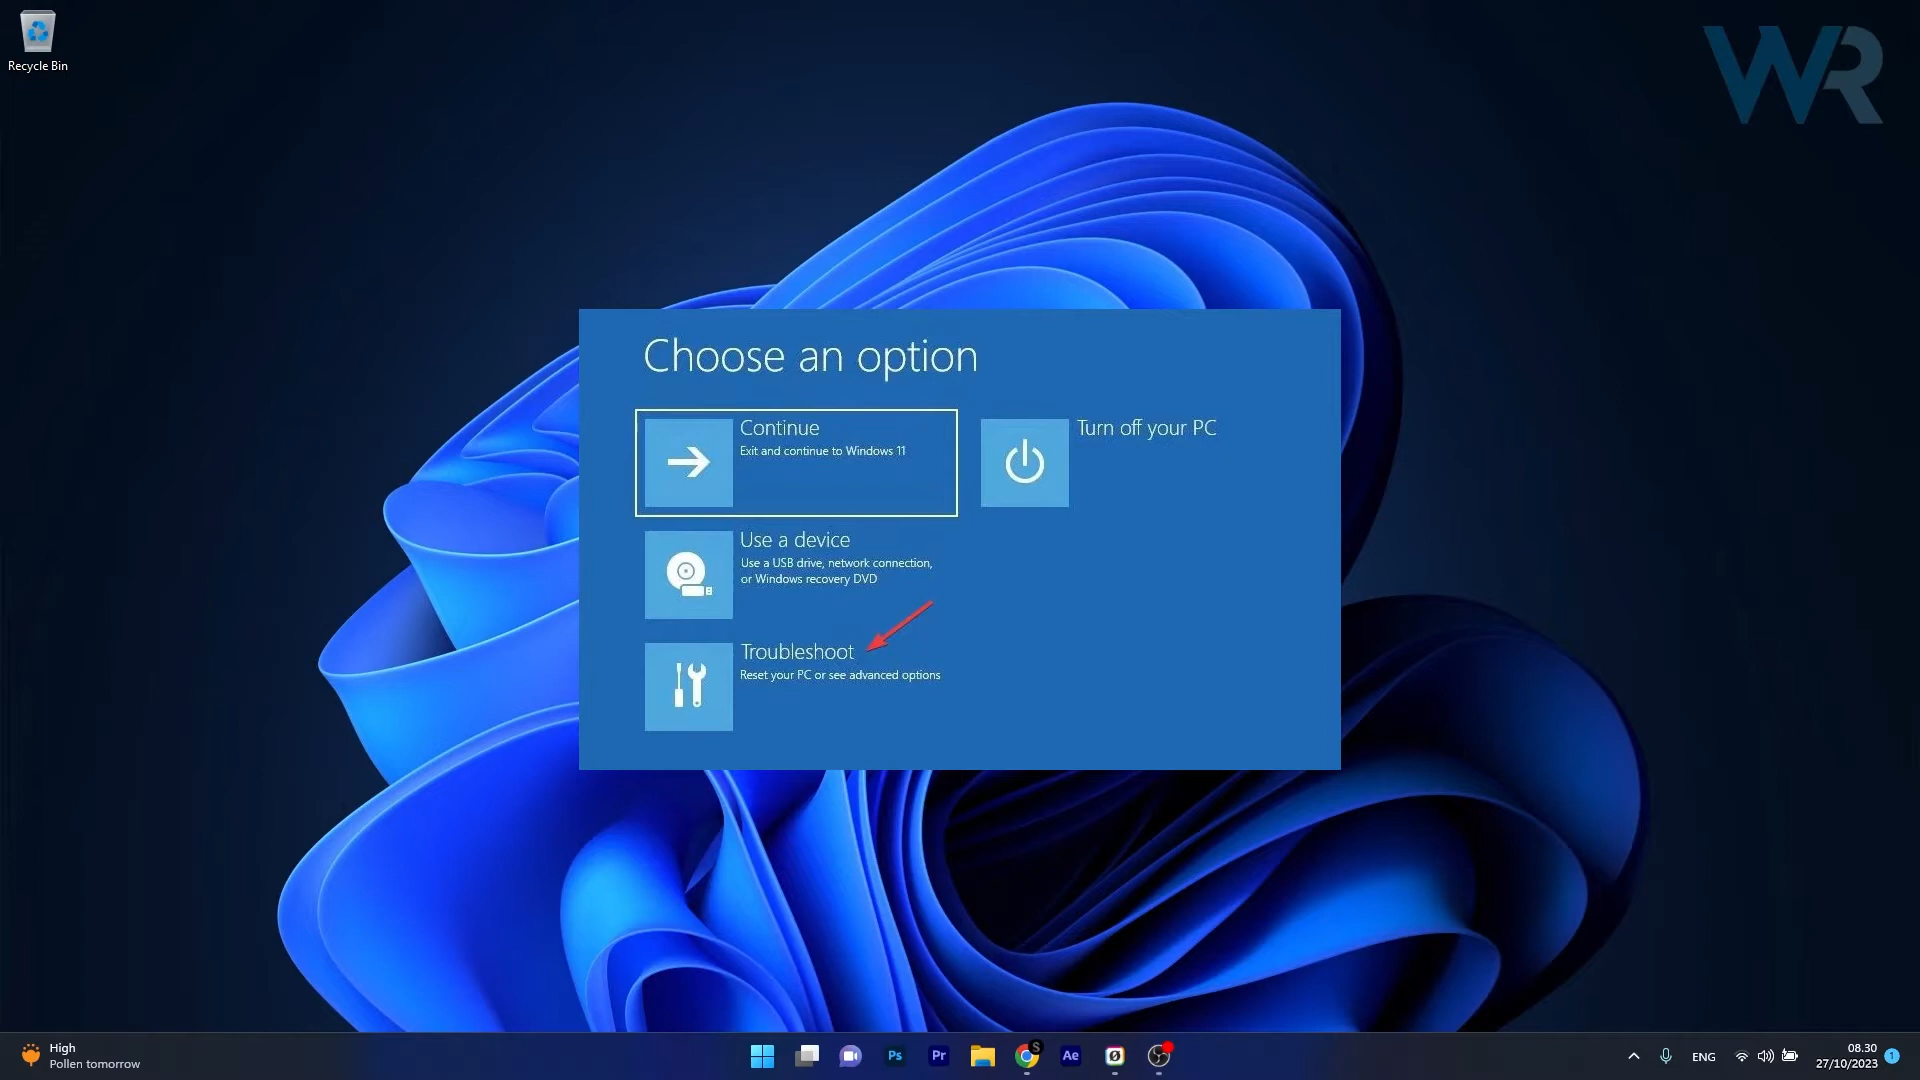 Recycle Bin
WR
Choose an option
Continue
Exit and continue to Windows 11
Turn off your PC
Use a device
Use a USB drive, network connection,
or Windows recovery DVD
Troubleshoot
Reset your PC or see advanced options
High
Pollen tomorrow
Ps
Pr
S
Ae
ENG
08.30
27/10/2023
1